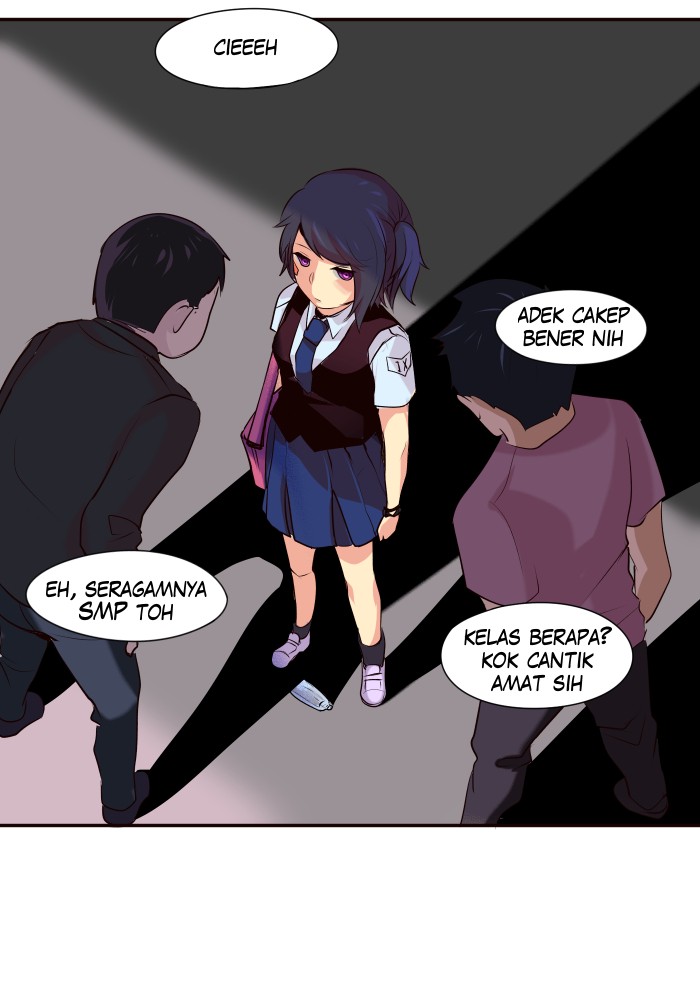 CIEEEH
ADEK CAKEP
BENER NIH
EH, SERAGAMNYA
SMP TOH
KELAS BERAPA?
KOK CANTIK
AMAT SIH